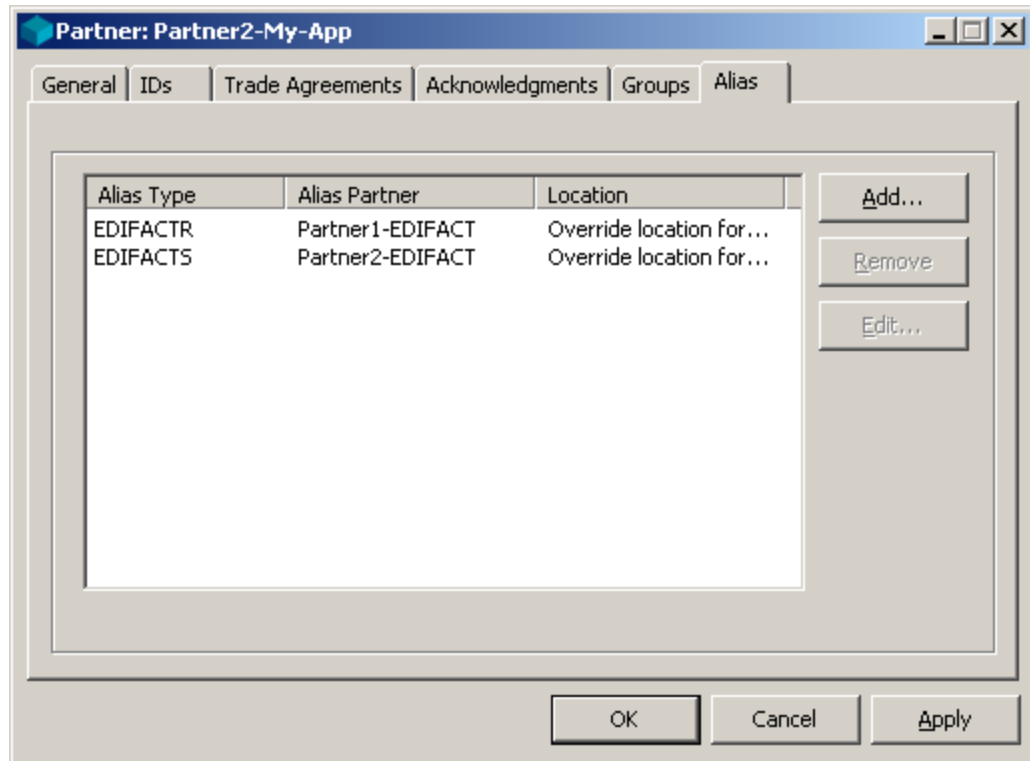 Partner: Partner2-My-App
General IDs Trade Agreements Acknowledgments Groups Alias
Alias Type Alias Partner Location
EDIFACTR Partner1-EDIFACT Override location for...
EDIFACTS Partner2-EDIFACT Override location for...
Add...
Remove
Edit...
OK Cancel Apply